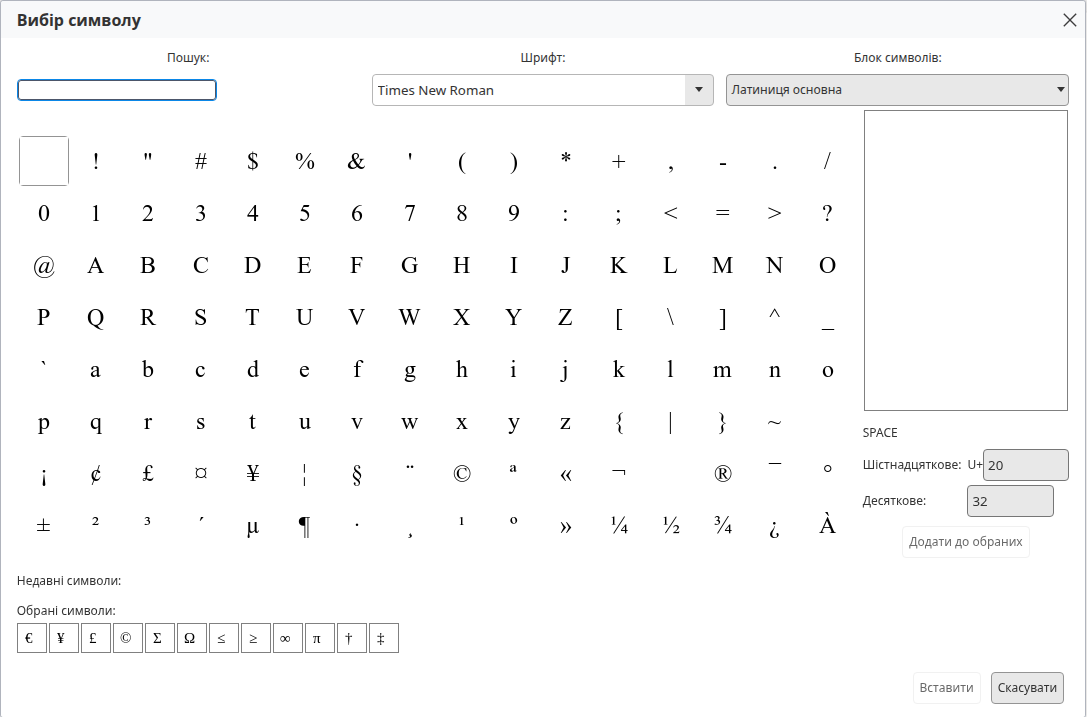 Вибір символу
Пошук: Шрифт: Блок символів:
Times New Roman Латиниця основна
! " # $ % & ' ( ) * + , - . /
0 1 2 3 4 5 6 7 8 9 : ; < = > ?
@ A B C D E F G H I J K L M N O
P Q R S T U V W X Y Z [ \ ] ^ _
` a b c d e f g h i j k l m n o
p q r s t u v w x y z { | } ~
¡ ¢ £ ¤ ¥ ¦ § ¨ © ª « ¬ ® ¯ °
± ² ³ ´ µ ¶ · ¸ ¹ º » ¼ ½ ¾ ¿ À
SPACE
Шістнадцяткове: U+ 20
Десяткове: 32
Додати до обраних
Недавні символи:
Обрані символи:
€ ¥ £ © Σ Ω ≤ ≥ ∞ π † ‡
Вставити Скасувати